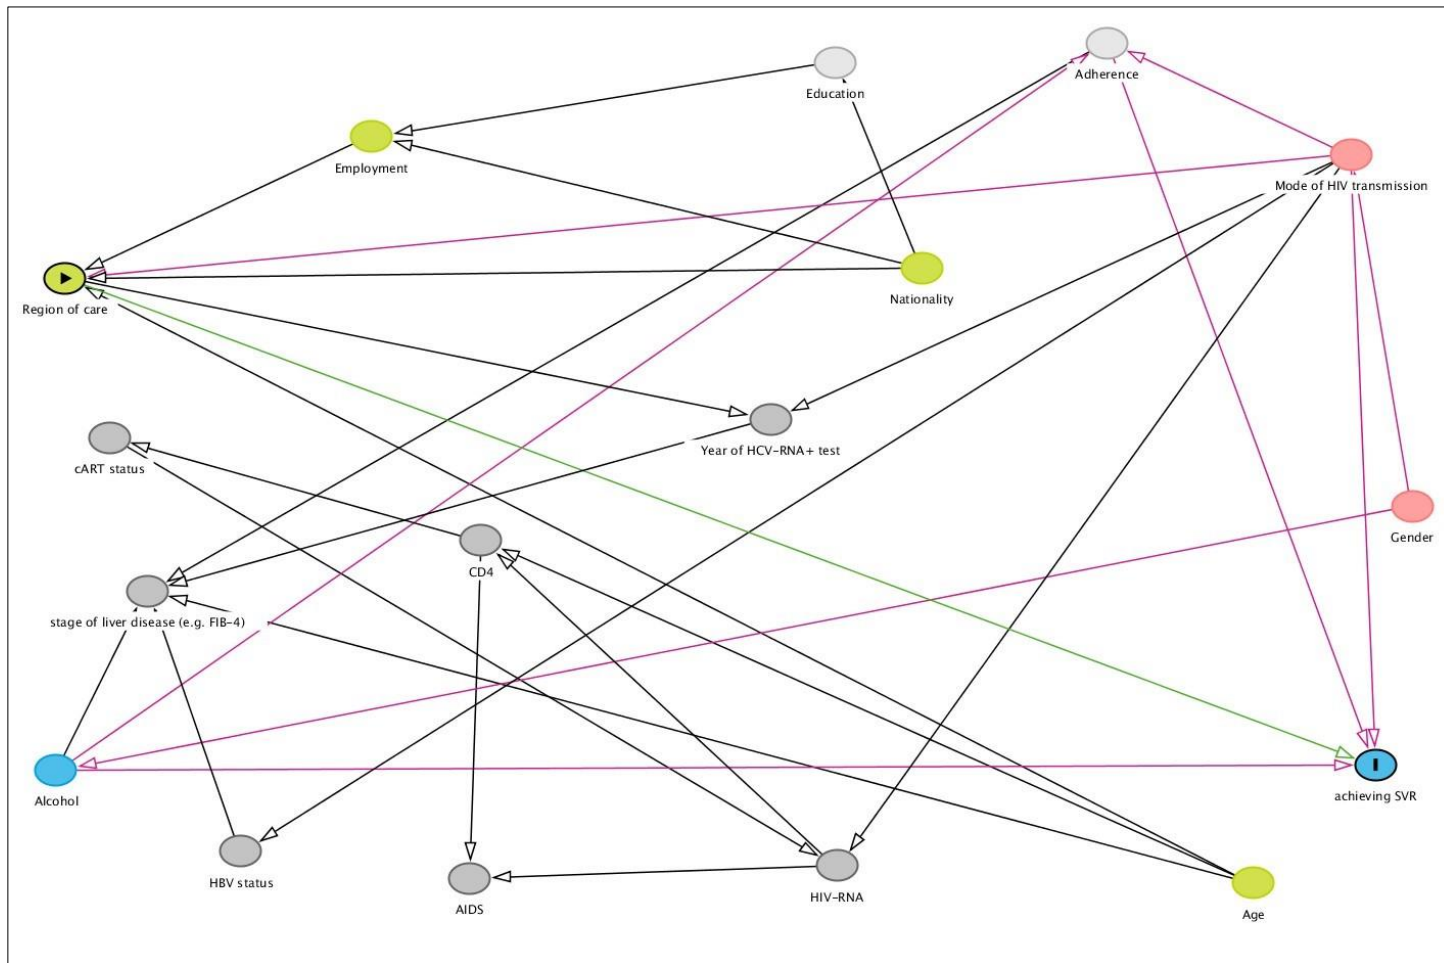 Adherence
Education
Employment
Mode of HIV transmission
Nationality
Region of care
Year of HCV-RNA+ test
cART status
Gender
CD4
stage of liver disease (e.g. FIB-4)
Alcohol
achieving SVR
HBV status
HIV-RNA
AIDS
Age